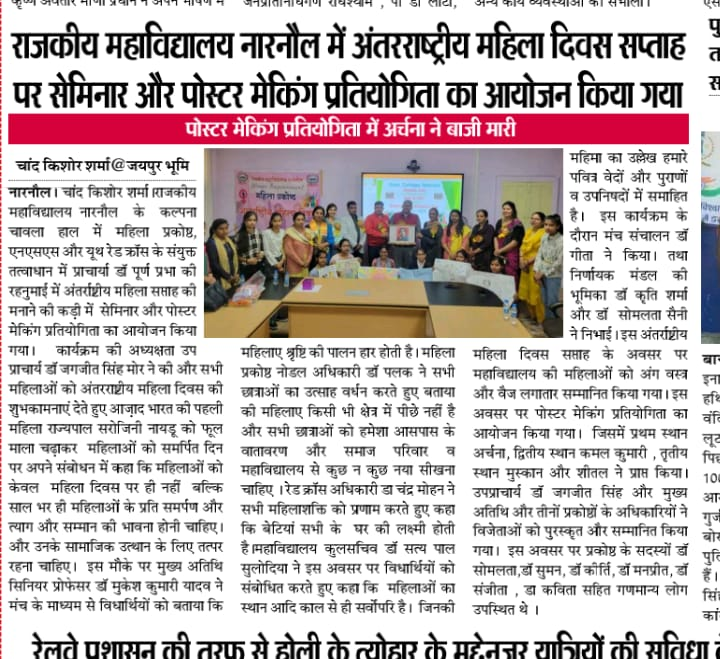 कृष्ण अवतार माणी प्रधान ने अपने भाषण में
अन्य कार्य व्यवस्थाओं को संभाला।
राजकीय महाविद्यालय नारनौल में अंतरराष्ट्रीय महिला दिवस सप्ताह
पर सेमिनार और पोस्टर मेकिंग प्रतियोगिता का आयोजन किया गया
पोस्टर मेकिंग प्रतियोगिता में अर्चना ने बाजी मारी
चांद किशोर शर्मा@जयपुर भूमि
नारनौल। चांद किशोर शर्मा।राजकीय
महाविद्यालय नारनौल के कल्पना
चावला हाल में महिला प्रकोष्ठ,
एनएसएस और यूथ रेड क्रॉस के संयुक्त
तत्वाधान में प्राचार्या डॉ पूर्ण प्रभा की
रहनुमाई में अंतर्राष्ट्रीय महिला सप्ताह की
मनाने की कड़ी में सेमिनार और पोस्टर
मेकिंग प्रतियोगिता का आयोजन किया
गया। कार्यक्रम की अध्यक्षता उप
प्राचार्य डॉ जगजीत सिंह मोर ने की और सभी
महिलाओं को अंतरराष्ट्रीय महिला दिवस की
शुभकामनाएं देते हुए आज़ाद भारत की पहली
महिला राज्यपाल सरोजिनी नायडू को फूल
माला चढ़ाकर महिलाओं को समर्पित दिन
पर अपने संबोधन में कहा कि महिलाओं को
केवल महिला दिवस पर ही नहीं बल्कि
साल भर ही महिलाओं के प्रति समर्पण और
त्याग और सम्मान की भावना होनी चाहिए।
और उनके सामाजिक उत्थान के लिए तत्पर
रहना चाहिए। इस मौके पर मुख्य अतिथि
सिनियर प्रोफेसर डॉ मुकेश कुमारी यादव ने
मंच के माध्यम से विधार्थियों को बताया कि
महिला प्रकोष्ठ
महिलाए श्रृष्टि की पालन हार होती है। महिला
प्रकोष्ठ नोडल अधिकारी डॉ पलक ने सभी
छात्राओं का उत्साह वर्धन करते हुए बताया
की महिलाए किसी भी क्षेत्र में पीछे नहीं है
और सभी छात्राओं को हमेशा आसपास के
वातावरण और समाज परिवार व
महाविद्यालय से कुछ न कुछ नया सीखना
चाहिए ।रेड क्रॉस अधिकारी डा चंद्र मोहन ने
सभी महिलाशक्ति को प्रणाम करते हुए कहा
कि बेटियां सभी के घर की लक्ष्मी होती
है।महाविद्यालय कुलसचिव डॉ सत्य पाल
सुलोदिया ने इस अवसर पर विधार्थियों को
संबोधित करते हुए कहा कि महिलाओं का
स्थान आदि काल से ही सर्वोपरि है। जिनकी
महिमा का उल्लेख हमारे
पवित्र वेदों और पुराणों
व उपनिषदों में समाहित
है। इस कार्यक्रम के
दौरान मंच संचालन डॉ
गीता ने किया। तथा
निर्णायक मंडल की
भूमिका डॉ कृति शर्मा
और डॉ सोमलता सैनी
ने निभाई।इस अंतर्राष्ट्रीय
महिला दिवस सप्ताह के अवसर पर
महाविद्यालय की महिलाओं को अंग वस्त्र
और वैज लगातार सम्मानित किया गया।इस
अवसर पर पोस्टर मेकिंग प्रतियोगिता का
आयोजन किया गया। जिसमें प्रथम स्थान
अर्चना, द्वितीय स्थान कमल कुमारी , तृतीय
स्थान मुस्कान और शीतल ने प्राप्त किया।
उपप्राचार्य डॉ जगजीत सिंह और मुख्य
अतिथि और तीनों प्रकोष्ठों के अधिकारियों ने
विजेताओं को पुरस्कृत और सम्मानित किया
गया। इस अवसर पर प्रकोष्ठ के सदस्यों डॉ
सोमलता,डॉ सुमन, डॉ कीर्ति, डॉ मनप्रीत, डॉ
संजीता , डा कविता सहित गणमान्य लोग
उपस्थित थे ।
रेलवे प्रशासन की तरफ से होली के त्योहार के मद्देनजर यात्रियों की सुविधा